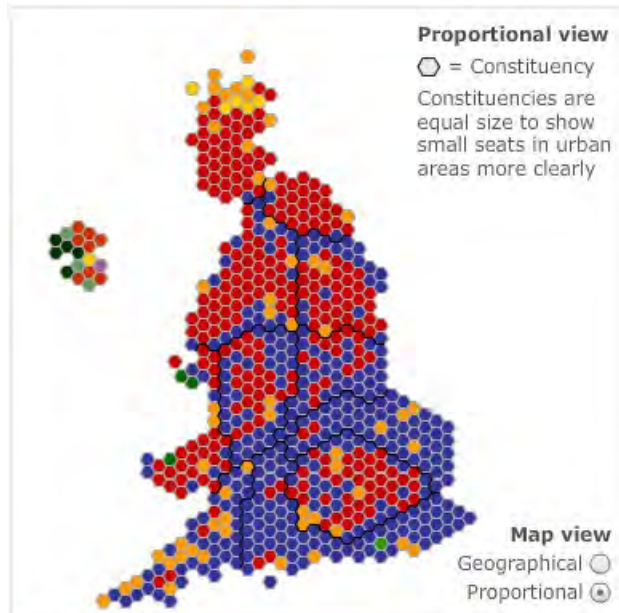 Proportional view
= Constituency
Constituencies are
equal size to show
small seats in urban
areas more clearly
Map view
Geographical
Proportional